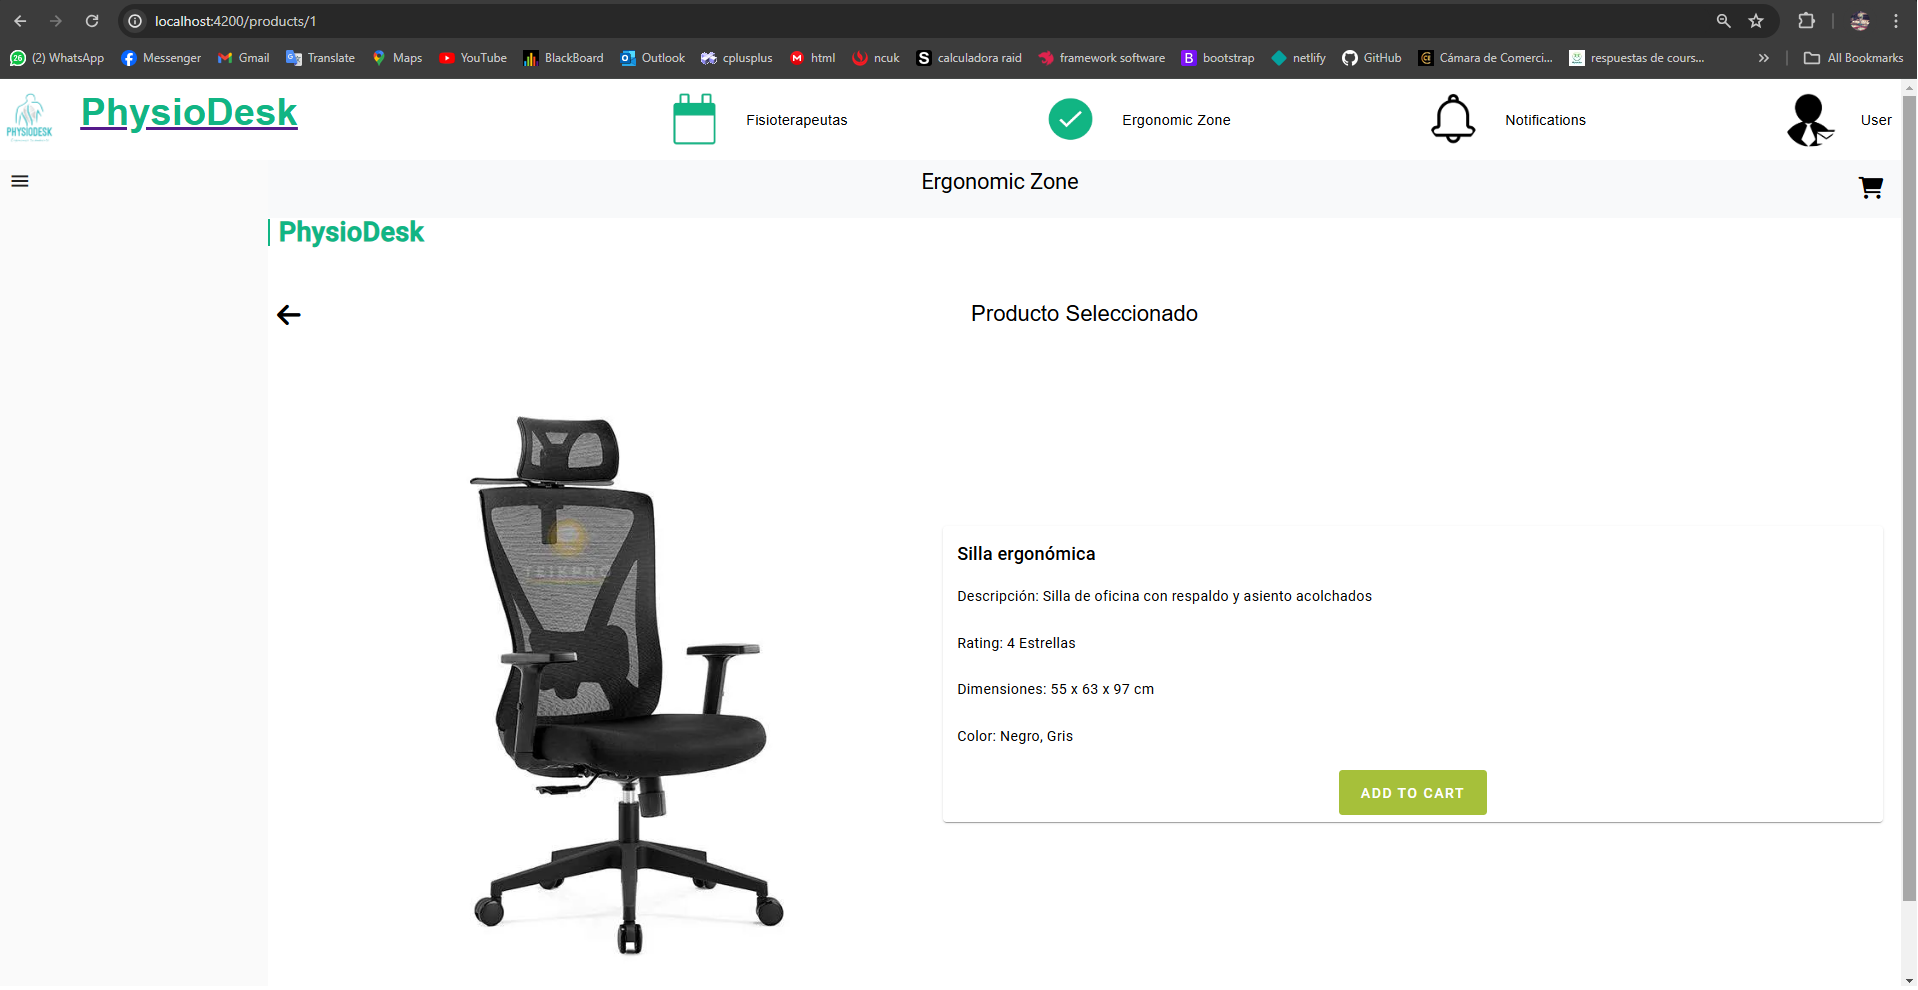 localhost:4200/products/1
26 (2) WhatsApp Messenger Gmail Translate Maps YouTube BlackBoard Outlook cplusplus M html ncuk S calculadora raid framework software B bootstrap netlify GitHub Cámara de Comerci... respuestas de cours... » All Bookmarks
PHYSIODESK
PhysioDesk
Fisioterapeutas
Ergonomic Zone
Notifications
User
Ergonomic Zone
PhysioDesk
Producto Seleccionado
TEIKPRO
Silla ergonómica
Descripción: Silla de oficina con respaldo y asiento acolchados
Rating: 4 Estrellas
Dimensiones: 55 x 63 x 97 cm
Color: Negro, Gris
ADD TO CART